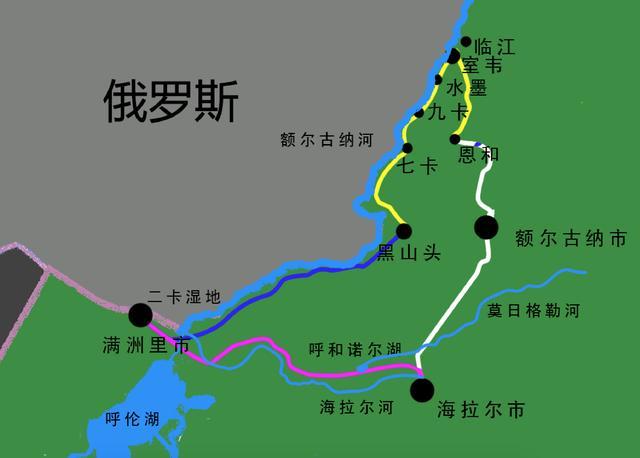 临江
室韦
水墨
俄罗斯
九卡
额尔古纳河
恩和
七卡
额尔古纳市
黑山头
二卡湿地
莫日格勒河
满洲里市
呼和诺尔湖
海拉尔河
海拉尔市
呼伦湖